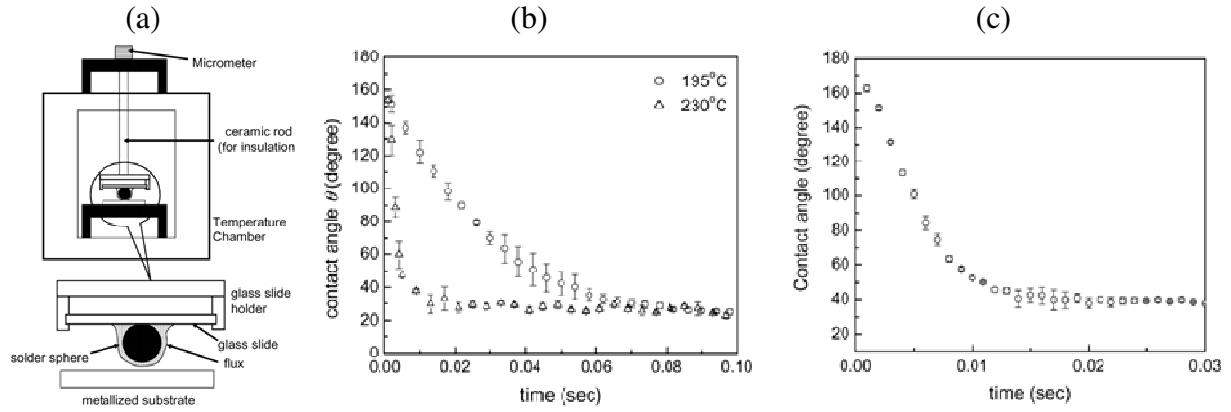 (a)
Micrometer
ceramic rod
(for insulation
Temperature
Chamber
glass slide
holder
glass slide
solder sphere
flux
metallized substrate
(b)
contact angle θ (degree)
180
160
140
120
100
80
60
40
20
0
195°C
230°C
0.00 0.02 0.04 0.06 0.08 0.10
time (sec)
(c)
Contact angle (degree)
180
160
140
120
100
80
60
40
20
0.00 0.01 0.02 0.03
time (sec)